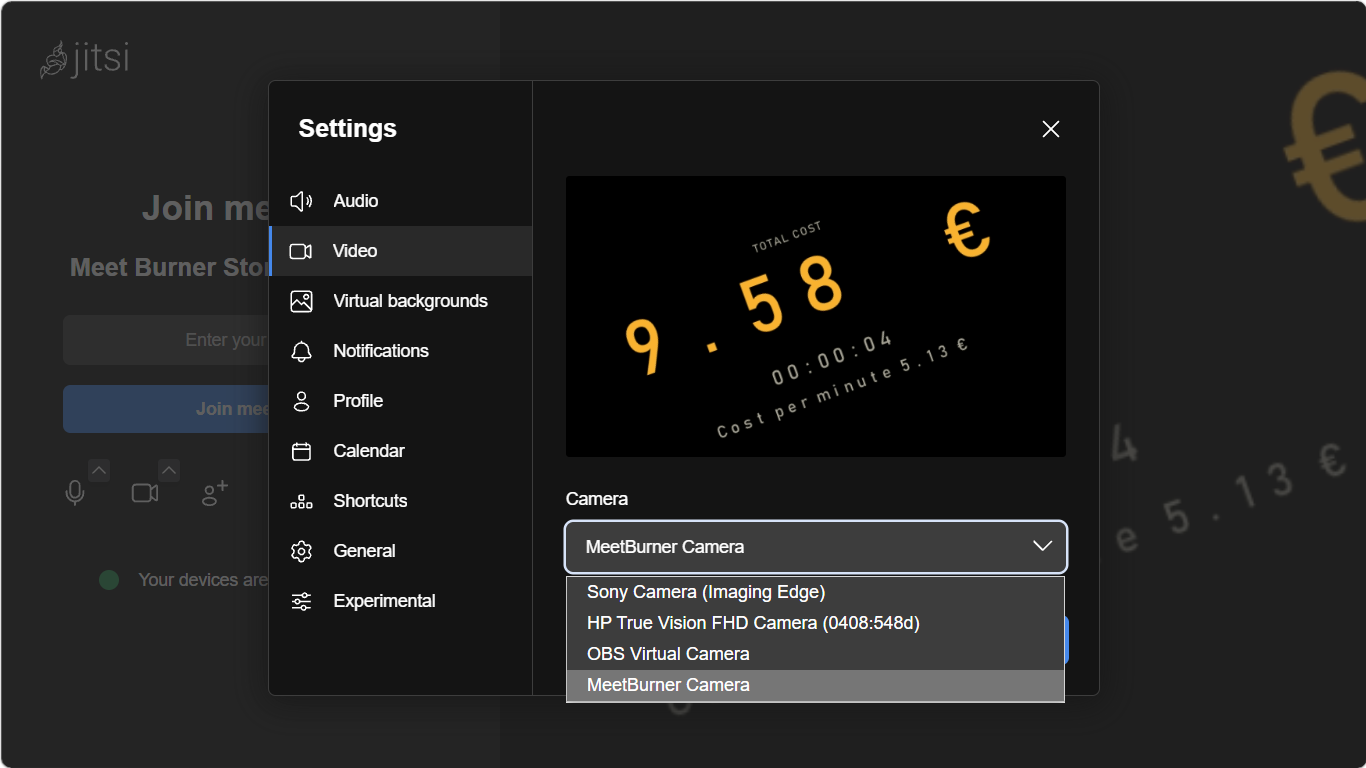 jitsi
Join me
Meet Burner Sto
Enter your
Join mee
Your devices are
Settings
Audio
Video
Virtual backgrounds
Notifications
Profile
Calendar
Shortcuts
General
Experimental
TOTAL COST
€
9.58
00:00:04
Cost per minute 5.13 €
Camera
MeetBurner Camera
Sony Camera (Imaging Edge)
HP True Vision FHD Camera (0408:548d)
OBS Virtual Camera
MeetBurner Camera
€
4
e 5.13 €